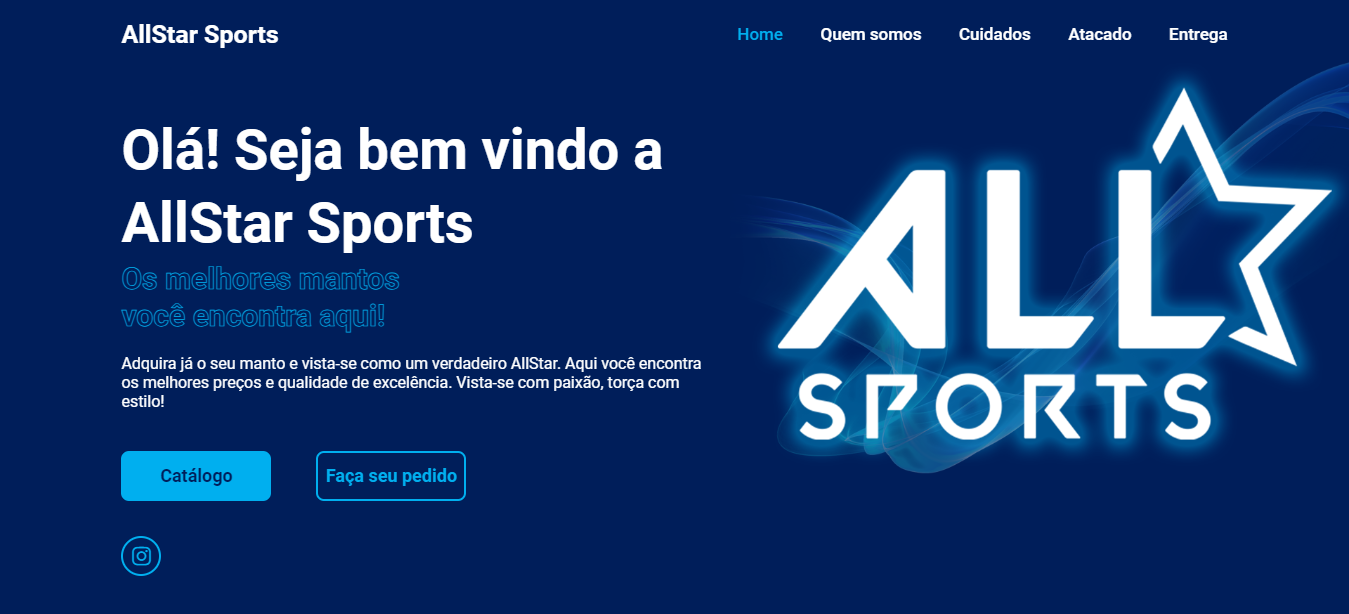 AllStar Sports
Home Quem somos Cuidados Atacado Entrega
Olá! Seja bem vindo a
AllStar Sports
Os melhores mantos
você encontra aqui!
Adquira já o seu manto e vista-se como um verdadeiro AllStar. Aqui você encontra
os melhores preços e qualidade de excelência. Vista-se com paixão, torça com
estilo!
Catálogo Faça seu pedido
ALL
SPORTS